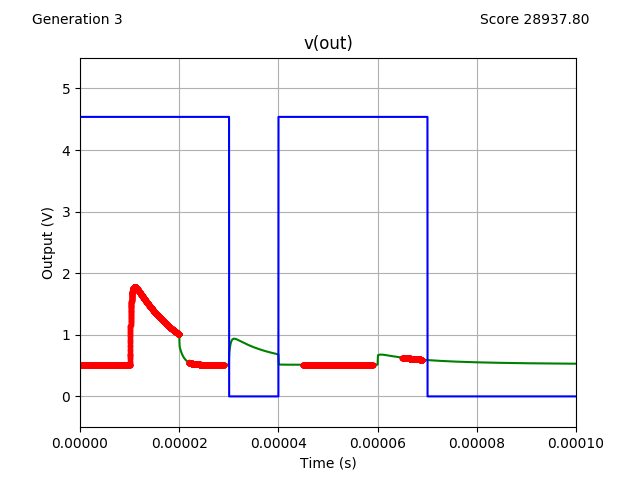 Generation 3
Score 28937.80
v(out)
Output (V)
5
4
3
2
1
0
0.00000
0.00002
0.00004
0.00006
0.00008
0.00010
Time (s)